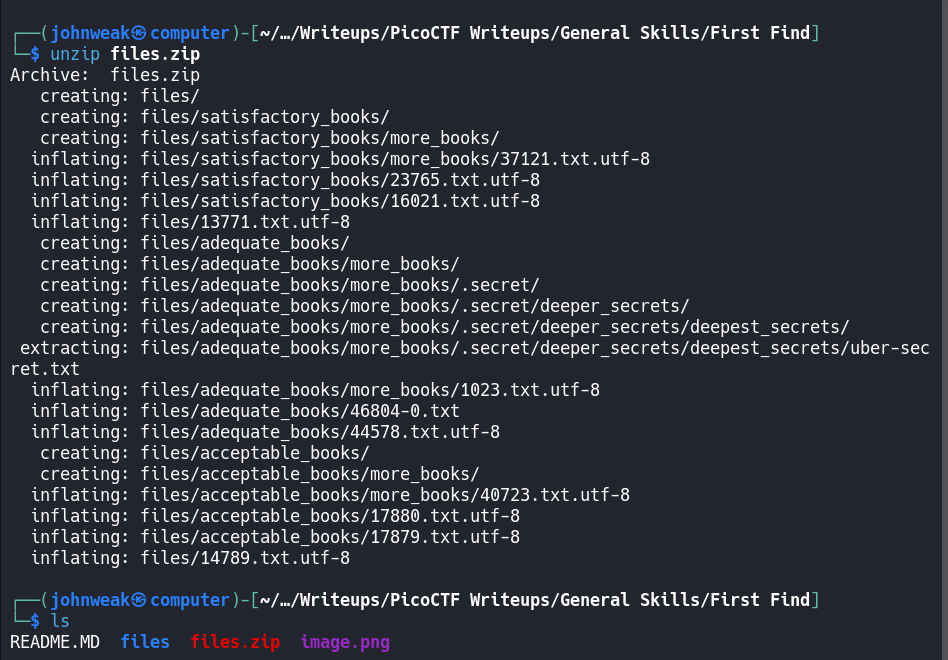 ┌──(johnweak㉿computer)-[~/…/Writeups/PicoCTF Writeups/General Skills/First Find]
└─$ unzip files.zip
Archive:  files.zip
   creating: files/
   creating: files/satisfactory_books/
   creating: files/satisfactory_books/more_books/
  inflating: files/satisfactory_books/more_books/37121.txt.utf-8
  inflating: files/satisfactory_books/23765.txt.utf-8
  inflating: files/satisfactory_books/16021.txt.utf-8
  inflating: files/13771.txt.utf-8
   creating: files/adequate_books/
   creating: files/adequate_books/more_books/
   creating: files/adequate_books/more_books/.secret/
   creating: files/adequate_books/more_books/.secret/deeper_secrets/
   creating: files/adequate_books/more_books/.secret/deeper_secrets/deepest_secrets/
 extracting: files/adequate_books/more_books/.secret/deeper_secrets/deepest_secrets/uber-sec
ret.txt
  inflating: files/adequate_books/more_books/1023.txt.utf-8
  inflating: files/adequate_books/46804-0.txt
  inflating: files/adequate_books/44578.txt.utf-8
   creating: files/acceptable_books/
   creating: files/acceptable_books/more_books/
  inflating: files/acceptable_books/more_books/40723.txt.utf-8
  inflating: files/acceptable_books/17880.txt.utf-8
  inflating: files/acceptable_books/17879.txt.utf-8
  inflating: files/14789.txt.utf-8
┌──(johnweak㉿computer)-[~/…/Writeups/PicoCTF Writeups/General Skills/First Find]
└─$ ls
README.MD  files  files.zip  image.png